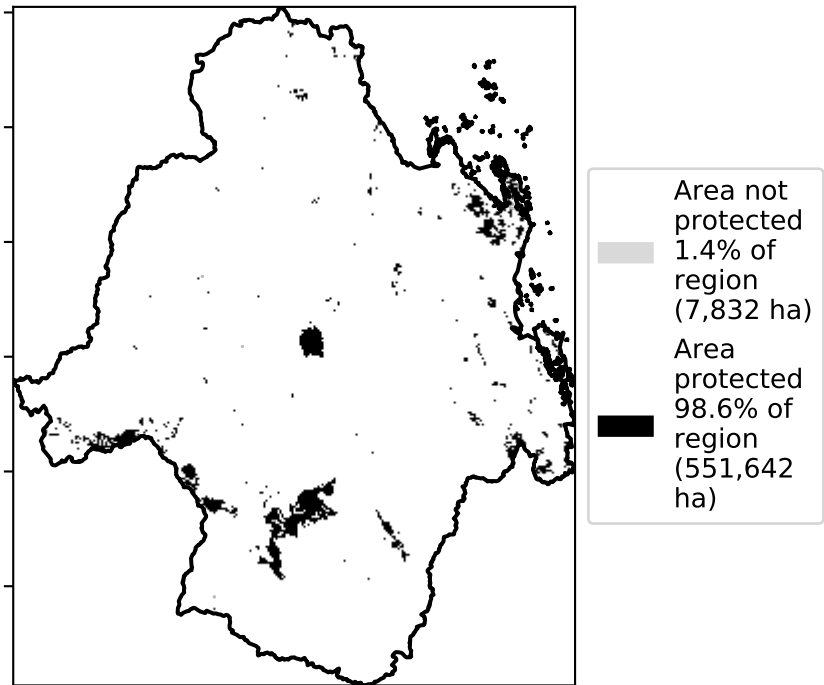 Area not
protected
1.4% of
region
(7,832 ha)
Area
protected
98.6% of
region
(551,642
ha)